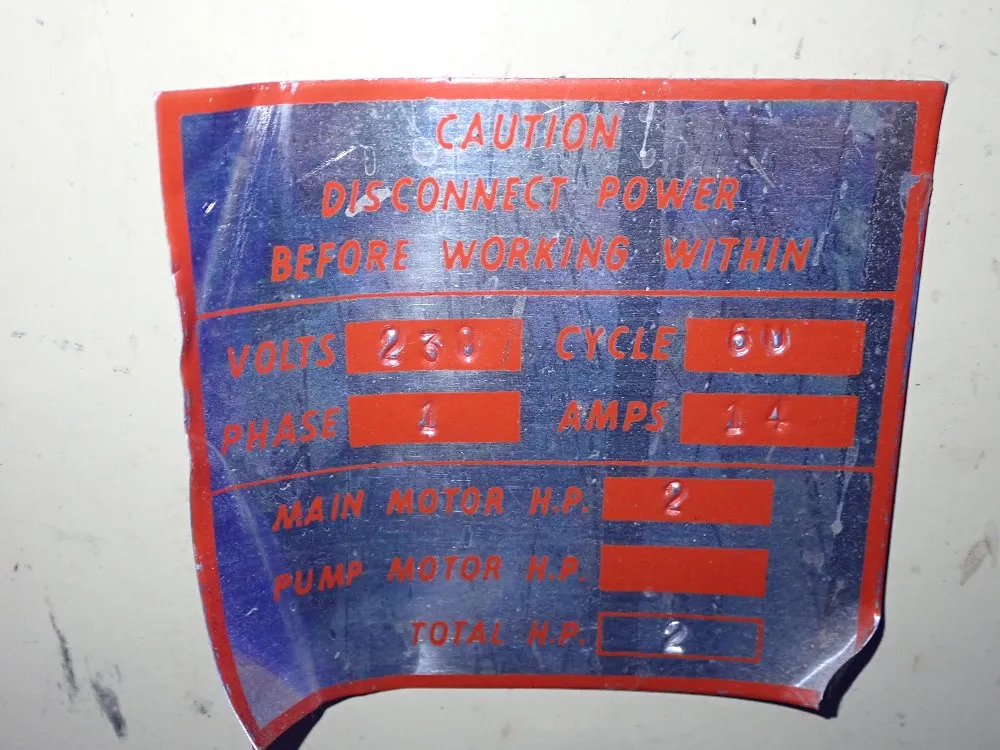 CAUTION
DISCONNECT POWER
BEFORE WORKING WITHIN
VOLTS 230 CYCLE 60
PHASE 1 AMPS 14
MAIN MOTOR H.P. 2
PUMP MOTOR H.P.
TOTAL H.P. 2